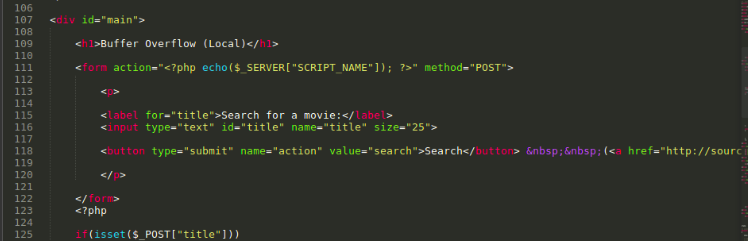 106
107 <div id="main">
108
109 <h1>Buffer Overflow (Local)</h1>
110
111 <form action="<?php echo($_SERVER["SCRIPT_NAME"]); ?>" method="POST">
112
113 <p>
114
115 <label for="title">Search for a movie:</label>
116 <input type="text" id="title" name="title" size="25">
117
118 <button type="submit" name="action" value="search">Search</button> &nbsp;&nbsp;(<a href="http://sourc
119
120 </p>
121
122 </form>
123 <?php
124
125 if(isset($_POST["title"]))